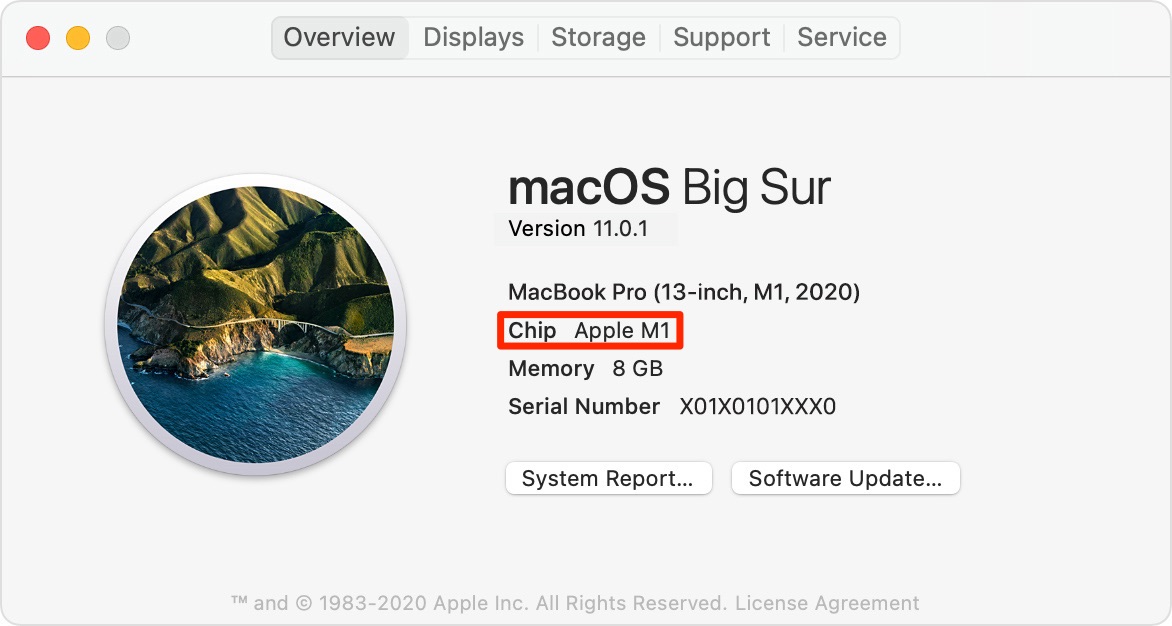 Overview Displays Storage Support Service
macOS Big Sur
Version 11.0.1
MacBook Pro (13-inch, M1, 2020)
Chip Apple M1
Memory 8 GB
Serial Number X01X0101XXX0
System Report... Software Update...
™ and © 1983-2020 Apple Inc. All Rights Reserved. License Agreement